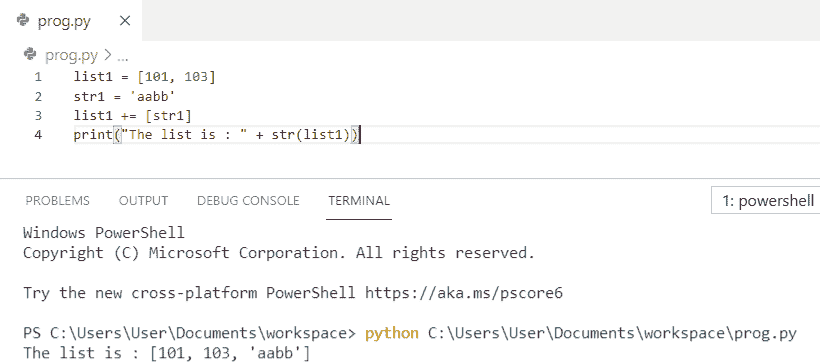 prog.py ×
prog.py > ...
1 list1 = [101, 103]
2 str1 = 'aabb'
3 list1 += [str1]
4 print("The list is : " + str(list1))
PROBLEMS OUTPUT DEBUG CONSOLE TERMINAL 1: powershell
Windows PowerShell
Copyright (C) Microsoft Corporation. All rights reserved.
Try the new cross-platform PowerShell https://aka.ms/pscore6
PS C:\Users\User\Documents\workspace> python C:\Users\User\Documents\workspace\prog.py
The list is : [101, 103, 'aabb']